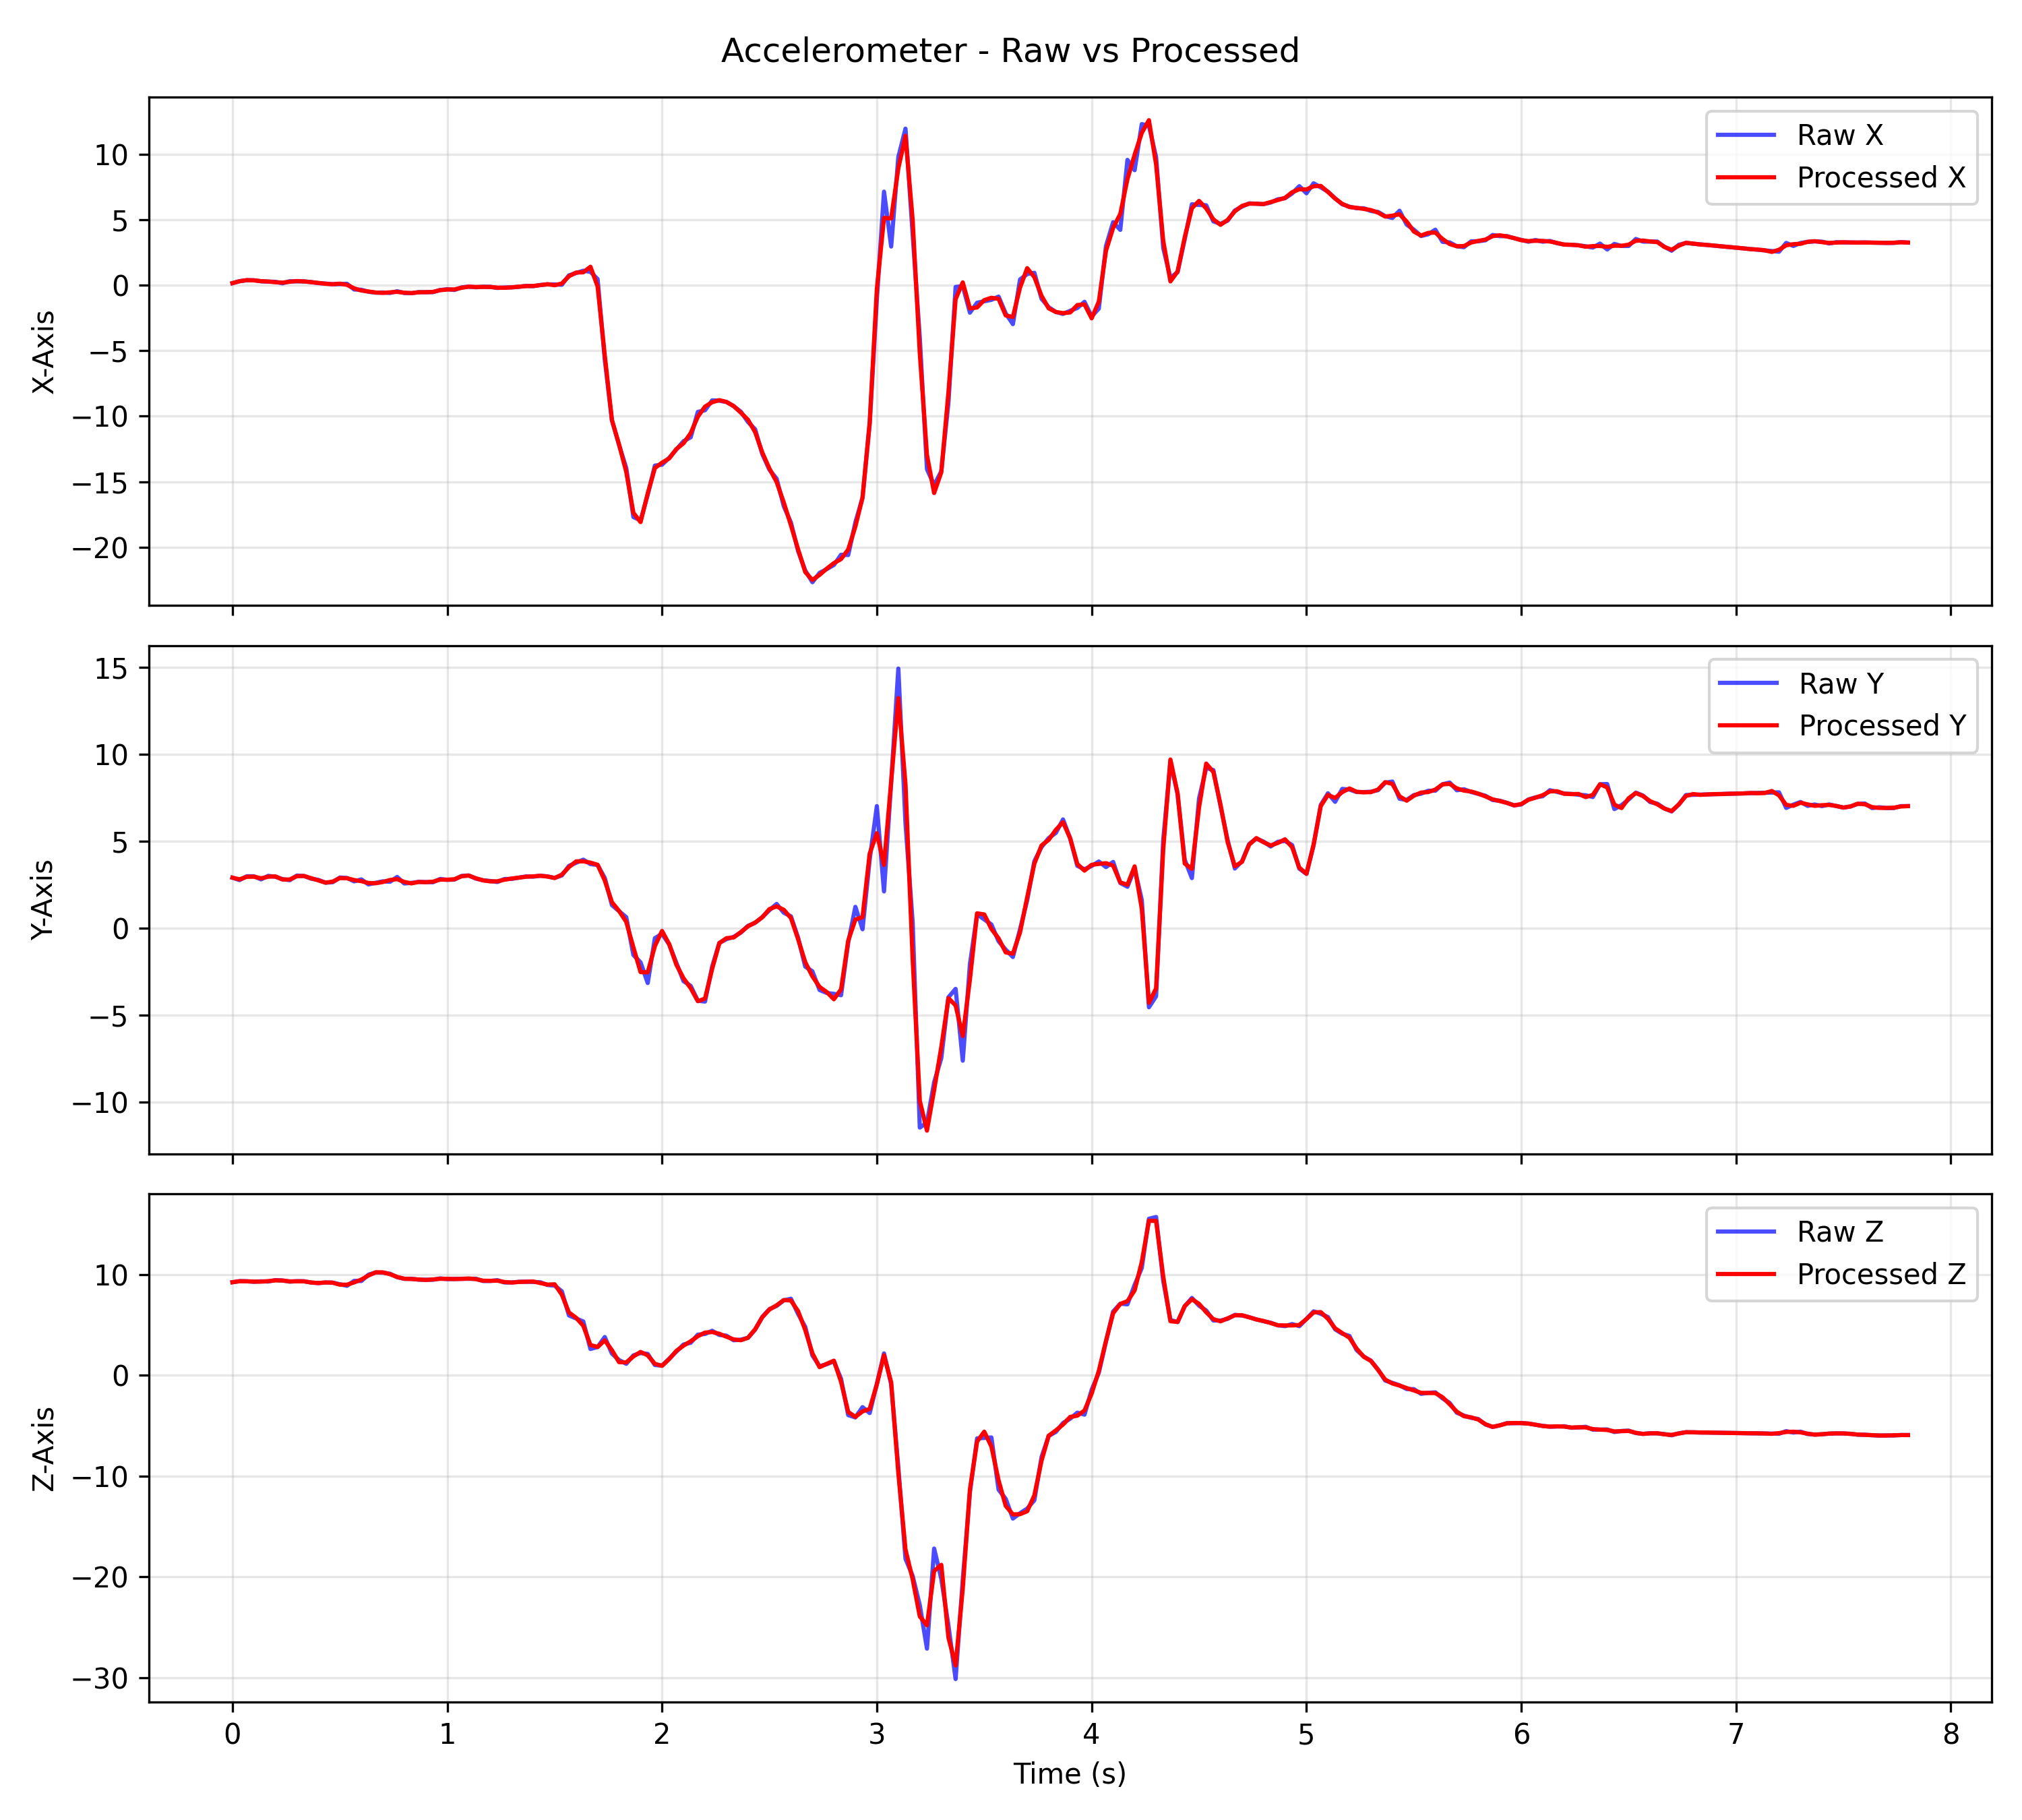 Accelerometer - Raw vs Processed
X-Axis
10
5
0
−5
−10
−15
−20
Raw X
Processed X
Y-Axis
15
10
5
0
−5
−10
Raw Y
Processed Y
Z-Axis
10
0
−10
−20
−30
Raw Z
Processed Z
0 1 2 3 4 5 6 7 8
Time (s)